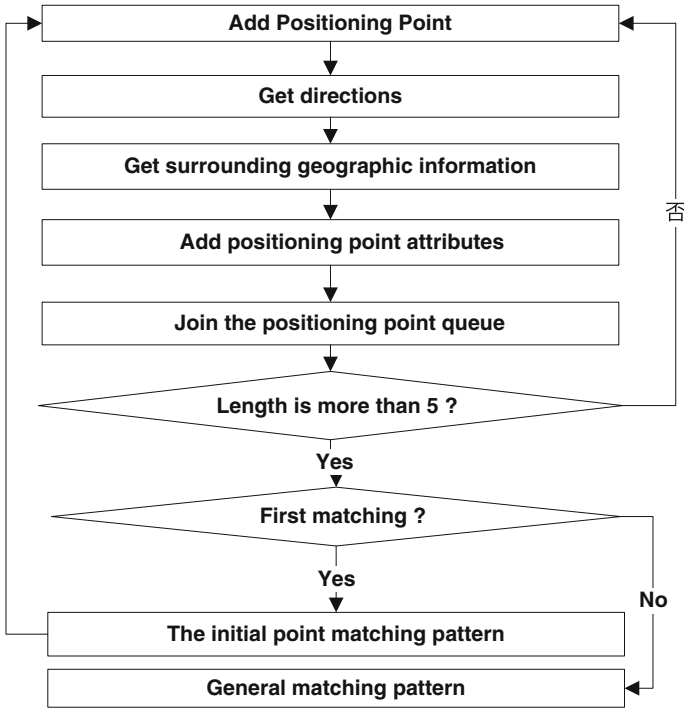 Add Positioning Point
Get directions
Get surrounding geographic information
Add positioning point attributes
否
Join the positioning point queue
Length is more than 5 ?
Yes
First matching ?
Yes
No
The initial point matching pattern
General matching pattern